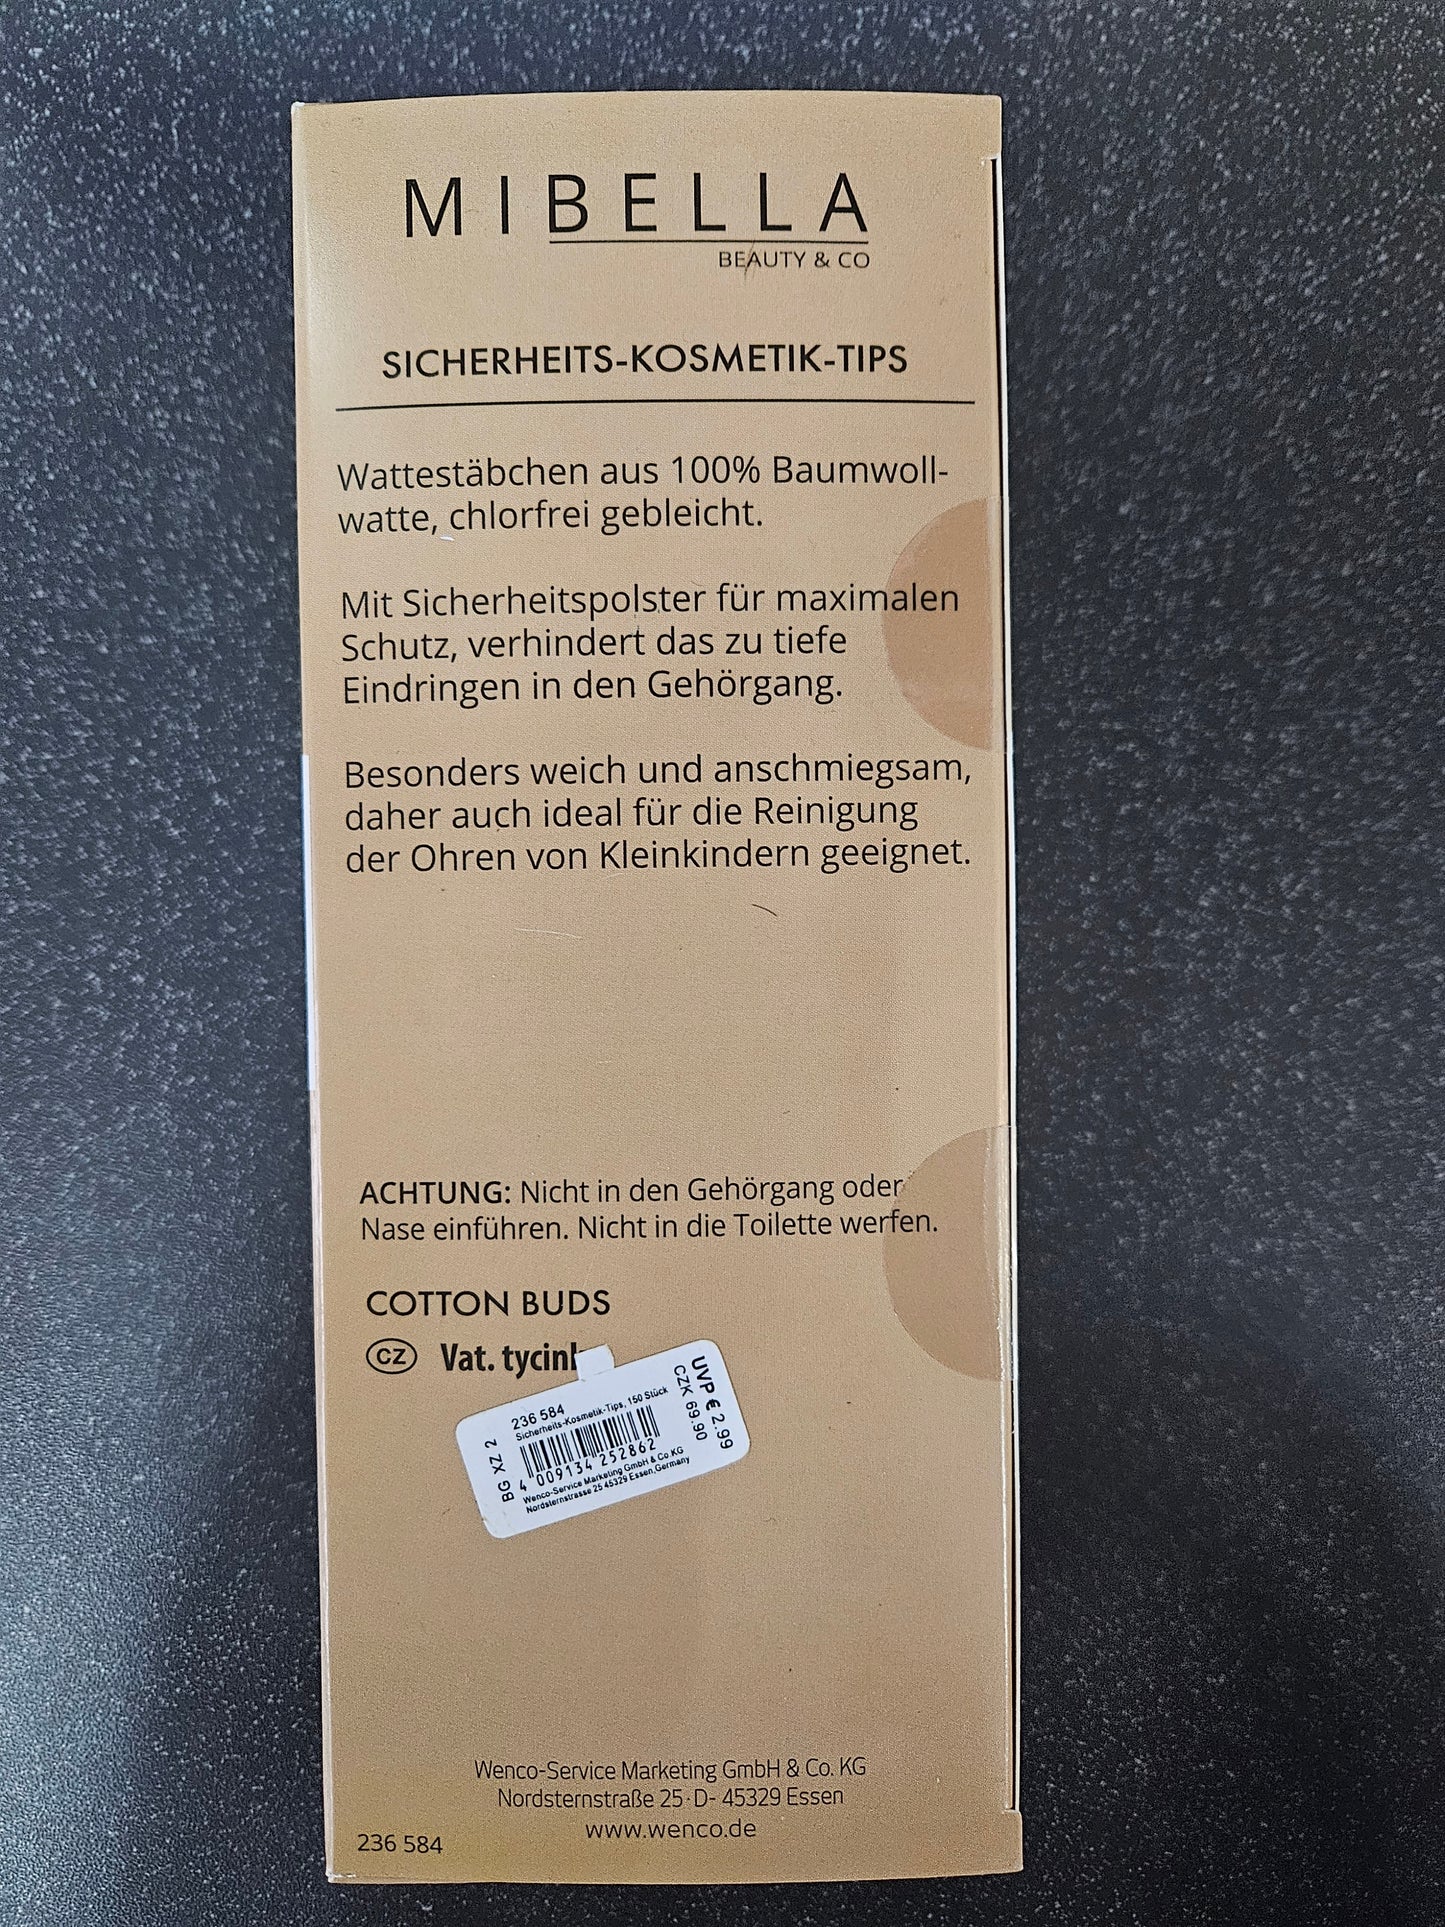 MIBELLA
BEAUTY & CO
SICHERHEITS-KOSMETIK-TIPS
Wattestäbchen aus 100% Baumwoll-
watte, chlorfrei gebleicht.
Mit Sicherheitspolster für maximalen
Schutz, verhindert das zu tiefe
Eindringen in den Gehörgang.
Besonders weich und anschmiegsam,
daher auch ideal für die Reinigung
der Ohren von Kleinkindern geeignet.
ACHTUNG: Nicht in den Gehörgang oder
Nase einführen. Nicht in die Toilette werfen.
COTTON BUDS
CZ Vat.
BG XZ 2
236 584
Sicherheits-Kosmetik-Tips, 150 Stück
4 009134 252862
Wenco-Service Marketing GmbH & Co.KG
Nordsternstrasse 25 45329 Essen,Germany
UVP € 2.99
CZK 69.90
Wenco-Service Marketing GmbH & Co. KG
Nordsternstraße 25·D- 45329 Essen
www.wenco.de
236 584